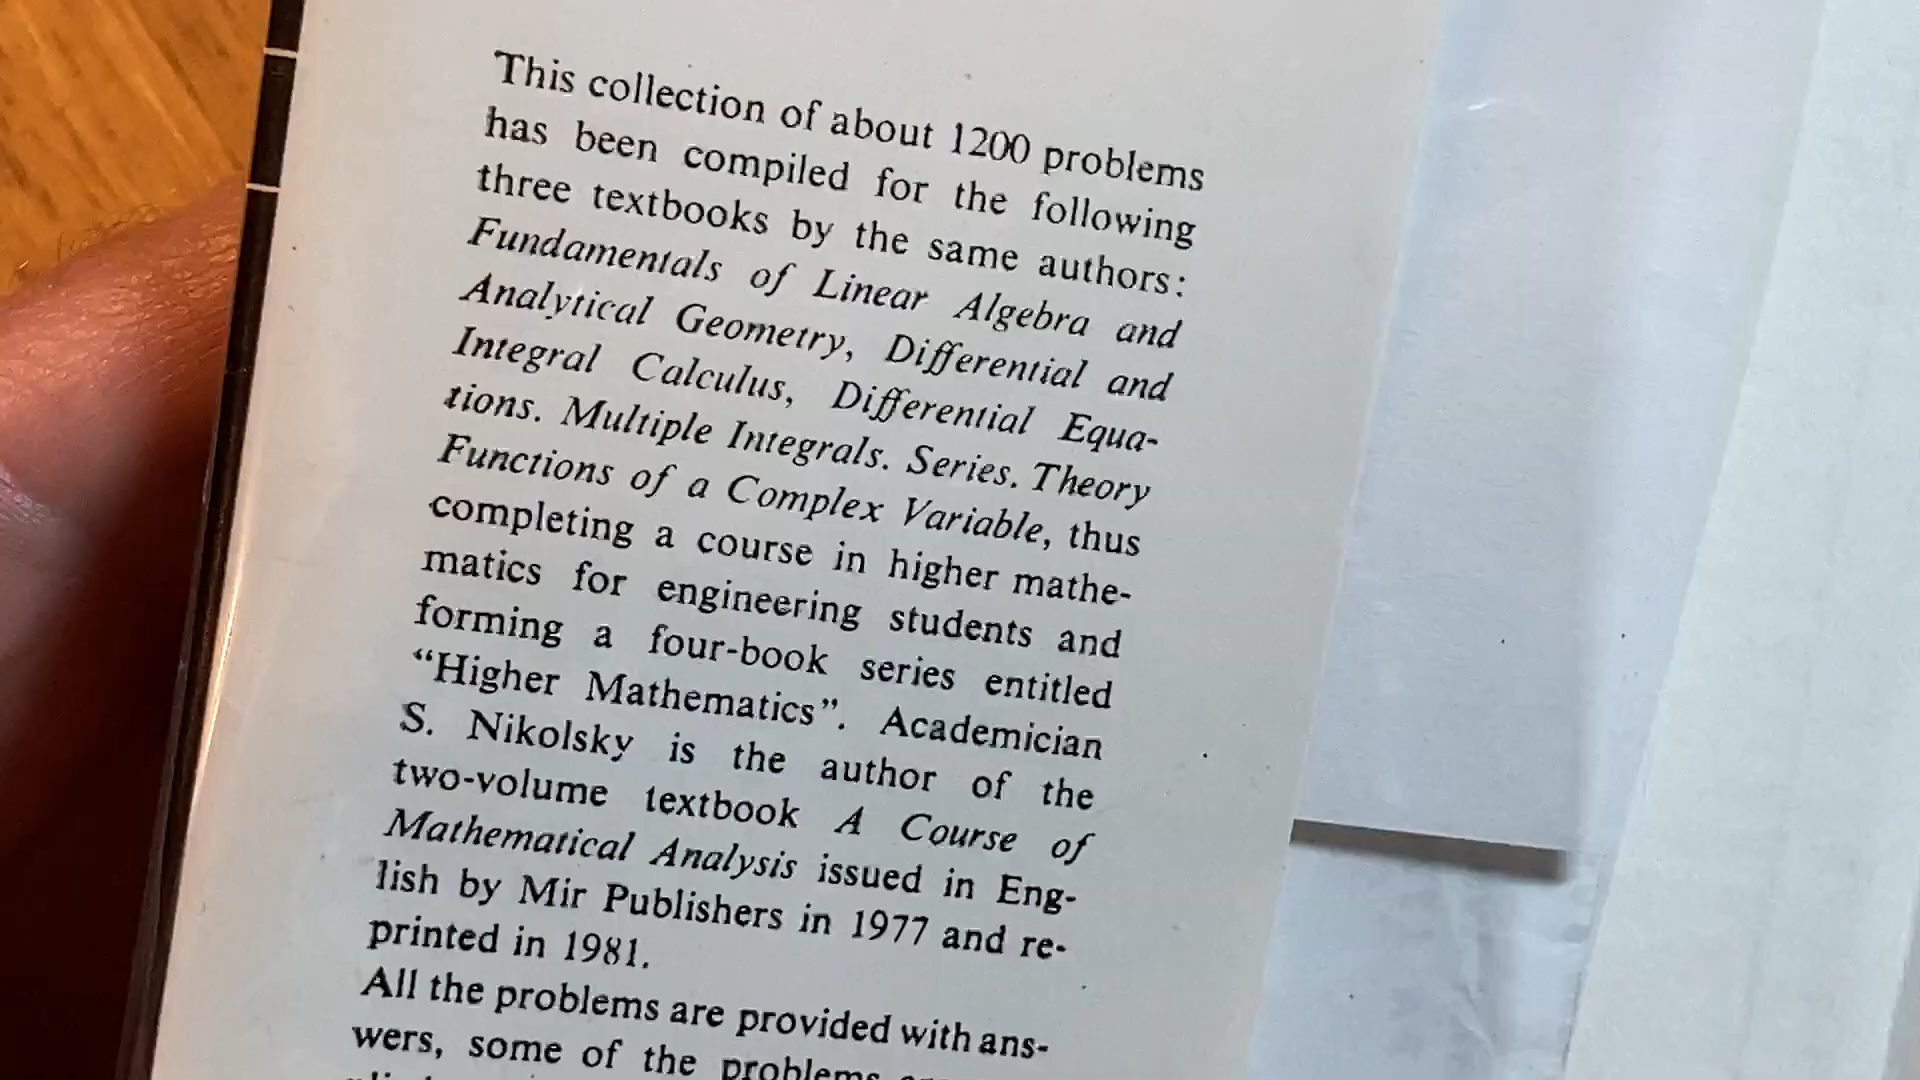 This collection of about 1200 problems
has been compiled for the following
three textbooks by the same authors:
Fundamentals of Linear Algebra and
Analytical Geometry, Differential and
Integral Calculus, Differential Equa-
tions. Multiple Integrals. Series. Theory
Functions of a Complex Variable, thus
completing a course in higher mathe-
matics for engineering students and
forming a four-book series entitled
“Higher Mathematics”. Academician
S. Nikolsky is the author of the
two-volume textbook A Course of
Mathematical Analysis issued in Eng-
lish by Mir Publishers in 1977 and re-
printed in 1981.
All the problems are provided with ans-
wers, some of the problems